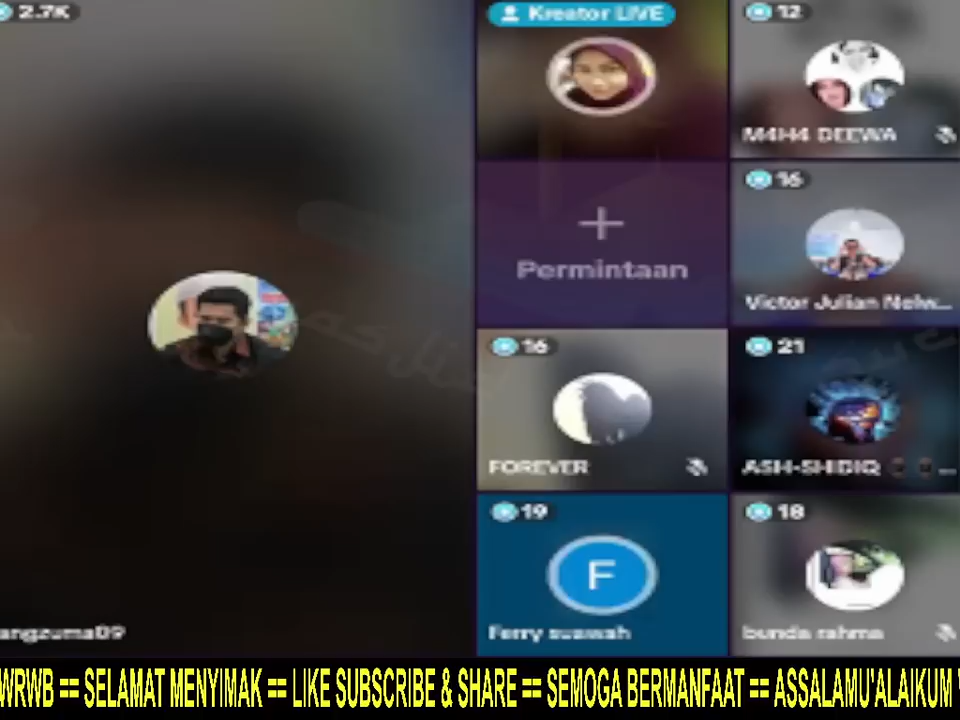 2.7K
Kreator LIVE
12
M4H4 DEEWA
16
Permintaan
Victor Julian Nelw...
16
21
FOREVER
ASH-SHIDIQ
19
18
angzuma09
Ferry suawah
bunda rahma
WRWB == SELAMAT MENYIMAK == LIKE SUBSCRIBE & SHARE == SEMOGA BERMANFAAT == ASSALAMU'ALAIKUM